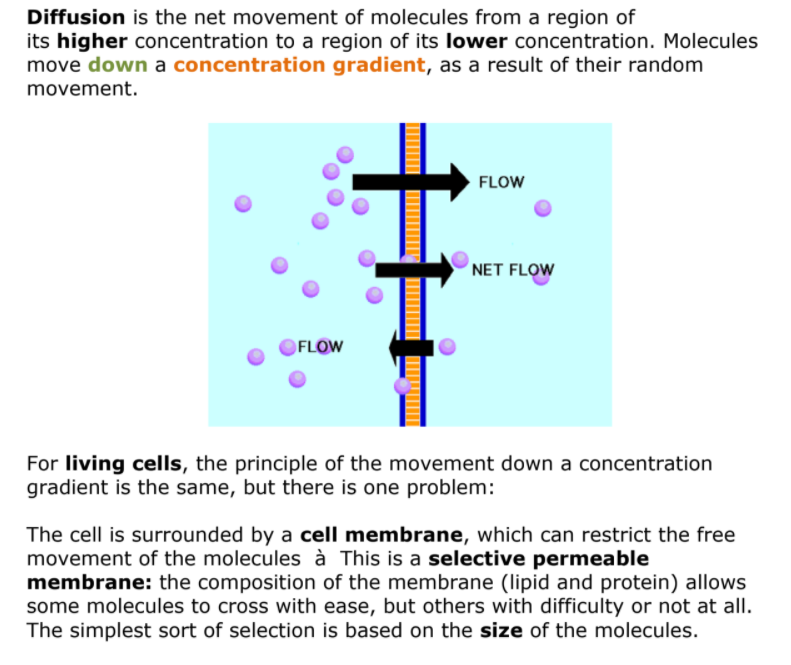 Diffusion is the net movement of molecules from a region of
its higher concentration to a region of its lower concentration. Molecules
move down a concentration gradient, as a result of their random
movement.
FLOW
NET FLOW
FLOW
For living cells, the principle of the movement down a concentration
gradient is the same, but there is one problem:
The cell is surrounded by a cell membrane, which can restrict the free
movement of the molecules à This is a selective permeable
membrane: the composition of the membrane (lipid and protein) allows
some molecules to cross with ease, but others with difficulty or not at all.
The simplest sort of selection is based on the size of the molecules.